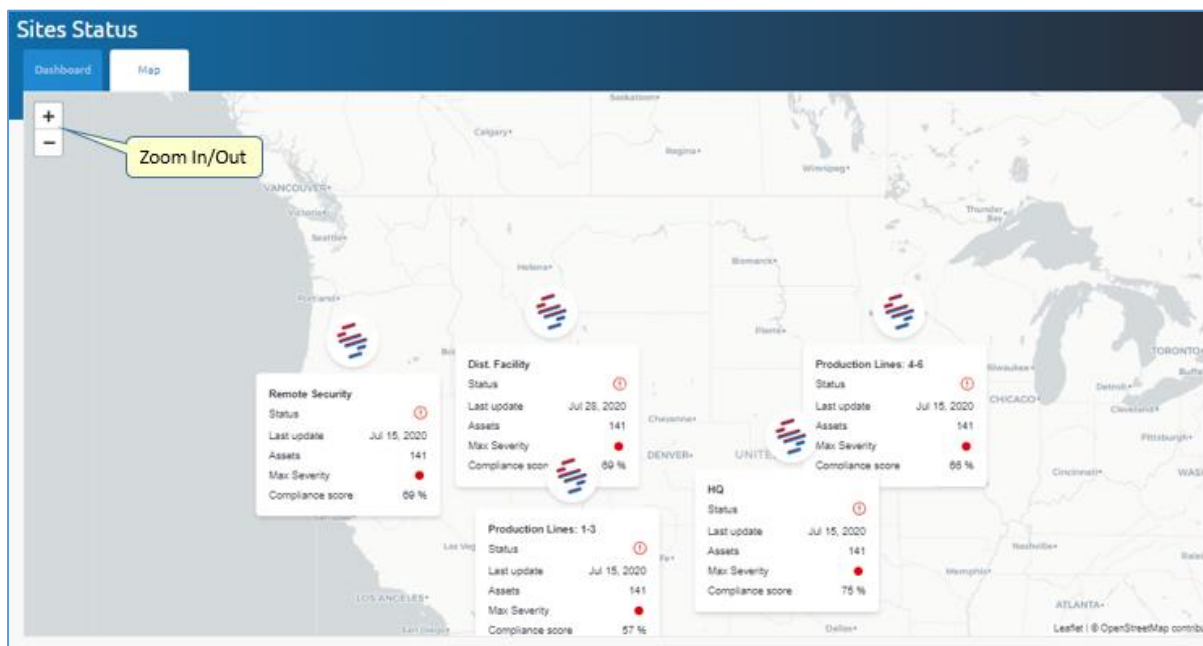 Sites Status
Dashboard
Map
+
−
Zoom In/Out
Saskatoon
Calgary
Regina
Winnipeg
VANCOUVER
Victoria
Seattle
Thunder
Bay
Helena
Bismarck
Portland
Pierre
TORONTO
Detroit
CHICAGO
Cleveland
Pittsburgh
Cheyenne
DENVER
Cincinnati
Nashville
Memphis
LOS ANGELES
San Diego
Dallas
ATLANTA
Remote Security
Status
Last update Jul 15, 2020
Assets 141
Max Severity
Compliance score 69 %
Dist. Facility
Status
Last update Jul 28, 2020
Assets 141
Max Severity
Compliance scor 69 %
Production Lines: 4-6
Status
Last update Jul 15, 2020
Assets 141
Max Severity
Compliance score 66 %
Production Lines: 1-3
Status
Last update Jul 15, 2020
Assets 141
Max Severity
Compliance score 57 %
HQ
Status
Last update Jul 15, 2020
Assets 141
Max Severity
Compliance score 75 %
Leaflet | © OpenStreetMap contribu